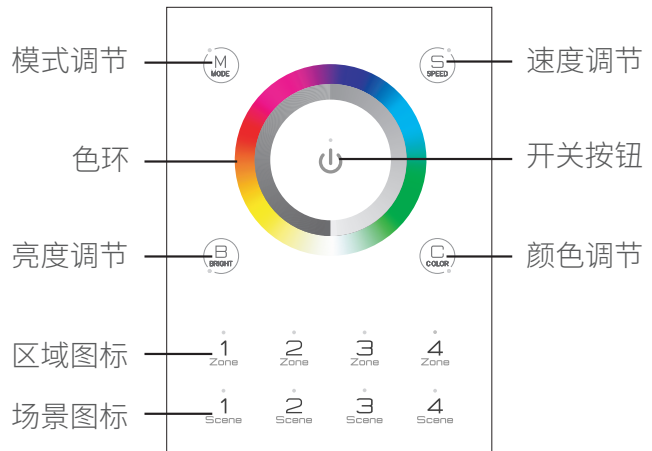 模式调节 M MODE S SPEED 速度调节
色环 开关按钮
亮度调节 B BRIGHT C COLOR 颜色调节
区域图标 1 Zone 2 Zone 3 Zone 4 Zone
场景图标 1 Scene 2 Scene 3 Scene 4 Scene